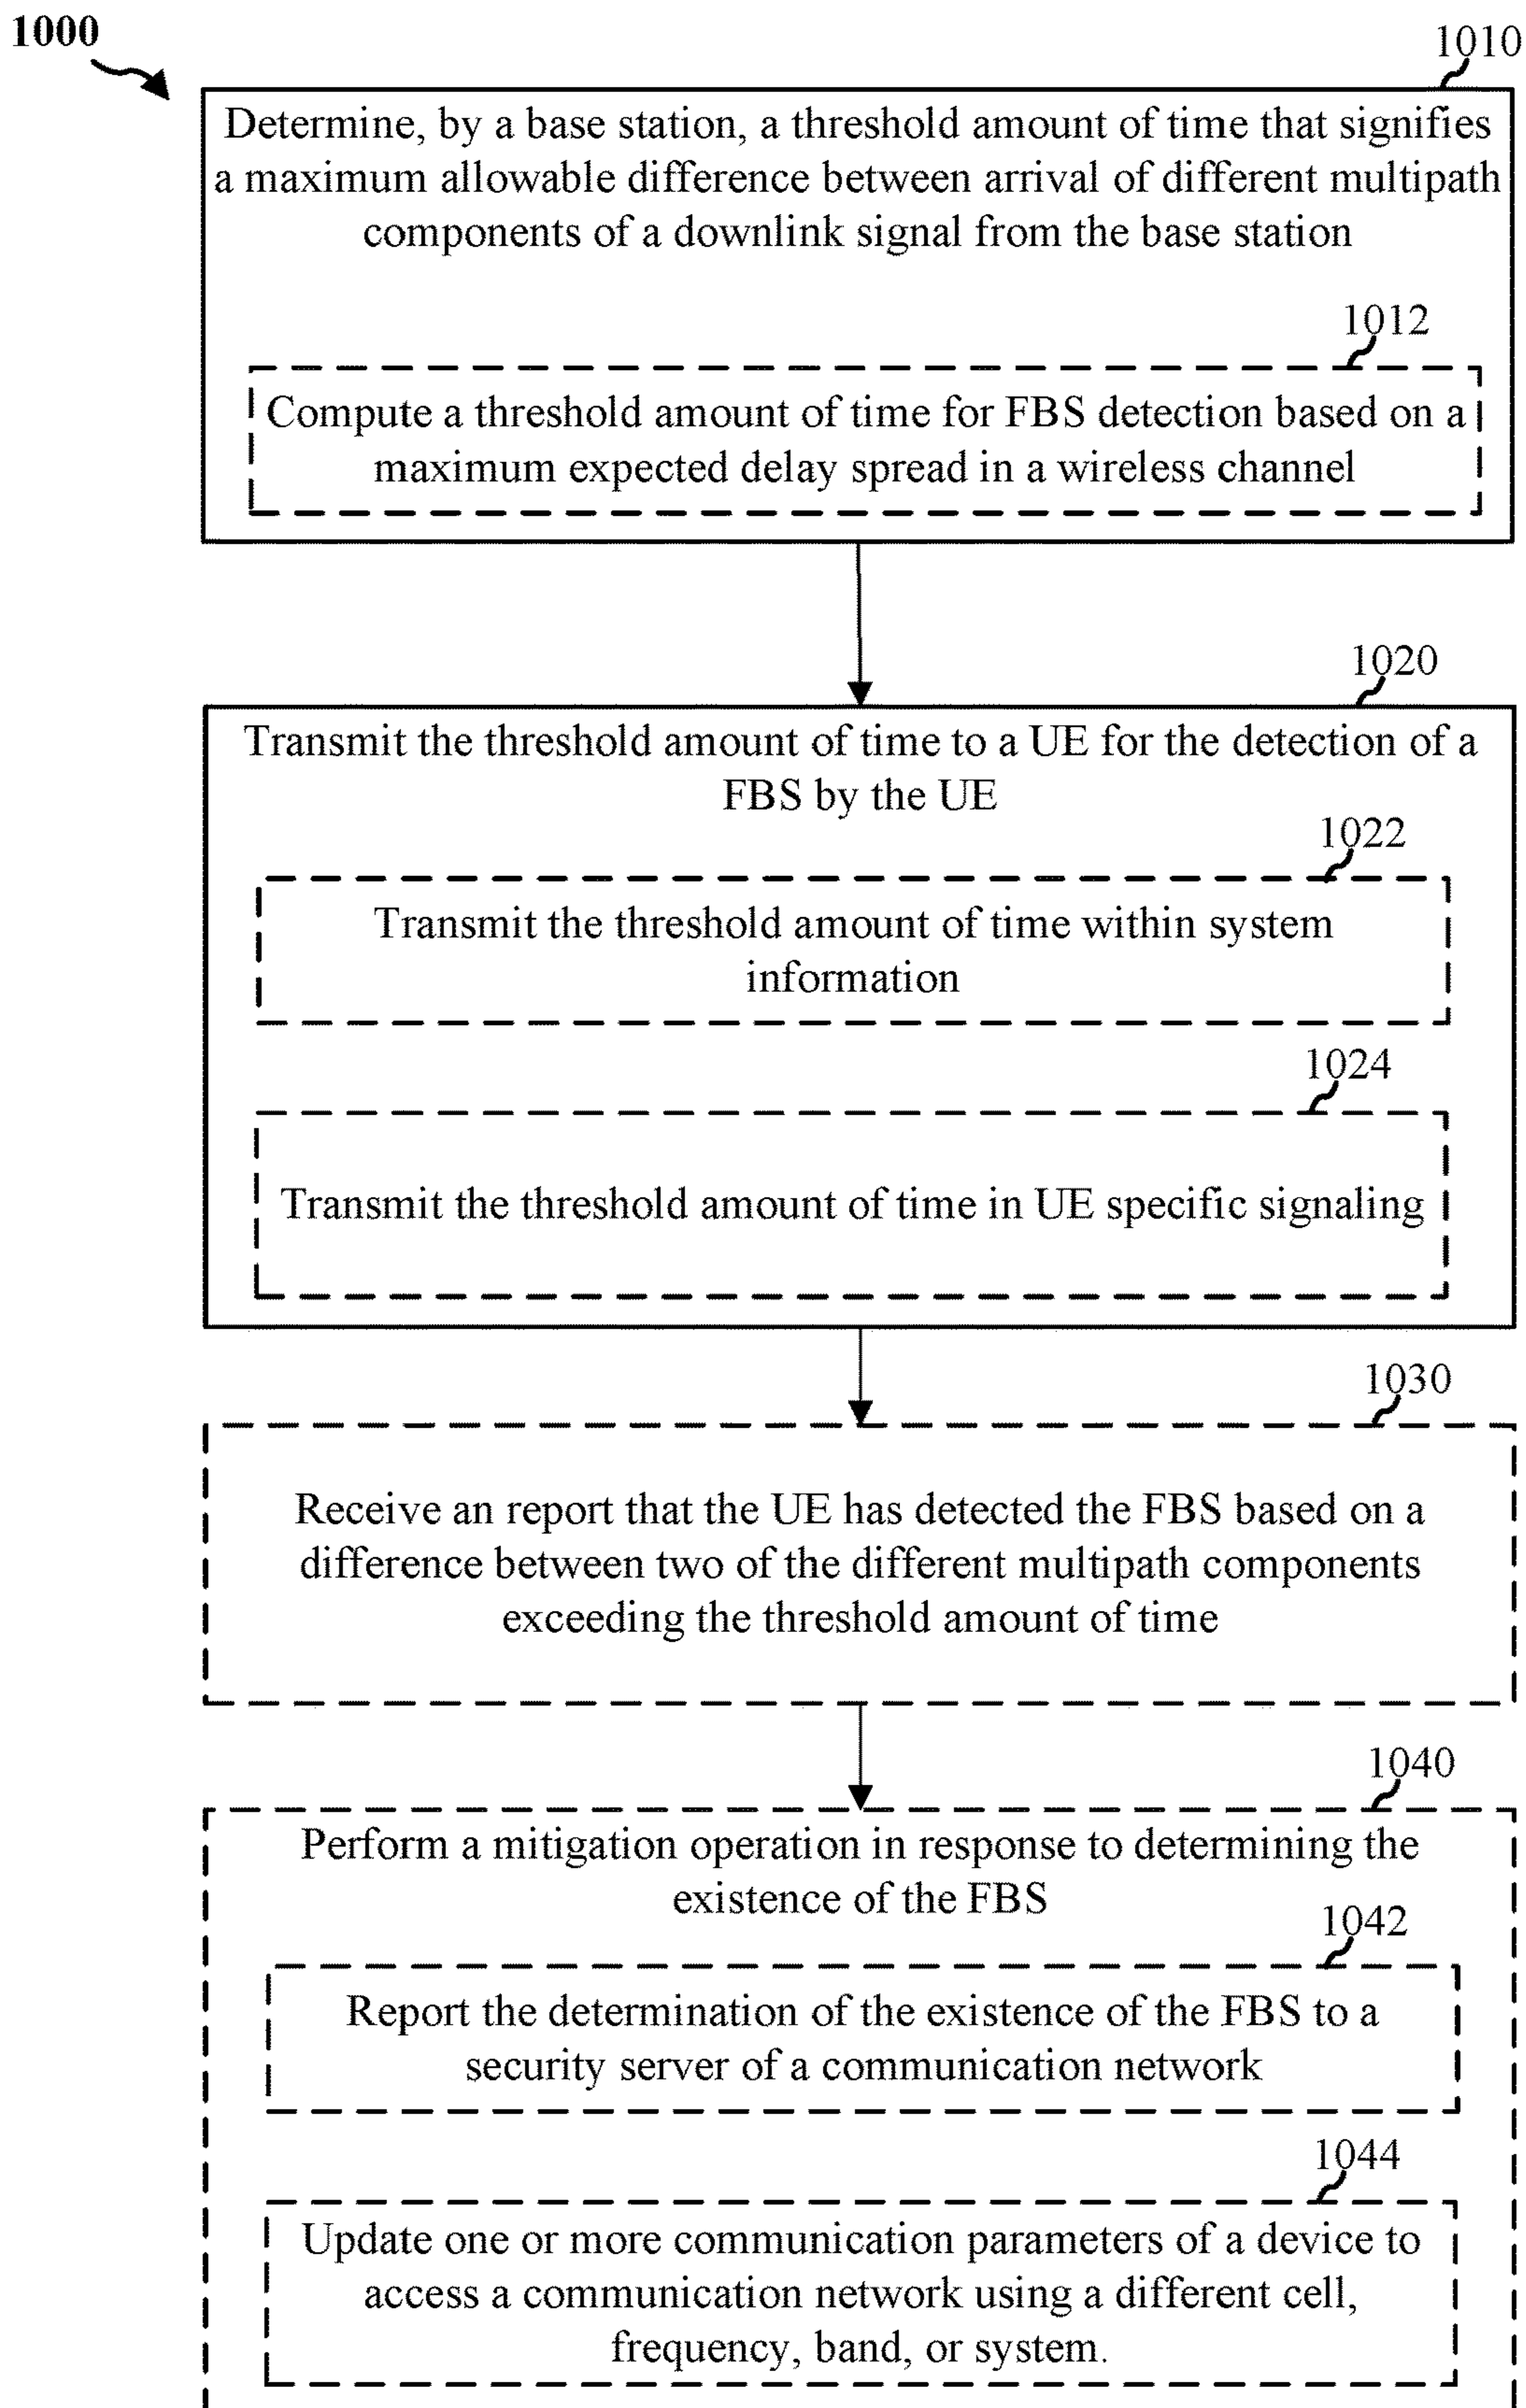 1000
1010
Determine, by a base station, a threshold amount of time that signifies
a maximum allowable difference between arrival of different multipath
components of a downlink signal from the base station
1012
Compute a threshold amount of time for FBS detection based on a
maximum expected delay spread in a wireless channel
1020
Transmit the threshold amount of time to a UE for the detection of a
FBS by the UE
1022
Transmit the threshold amount of time within system
information
1024
Transmit the threshold amount of time in UE specific signaling
1030
Receive an report that the UE has detected the FBS based on a
difference between two of the different multipath components
exceeding the threshold amount of time
1040
Perform a mitigation operation in response to determining the
existence of the FBS
1042
Report the determination of the existence of the FBS to a
security server of a communication network
1044
Update one or more communication parameters of a device to
access a communication network using a different cell,
frequency, band, or system.